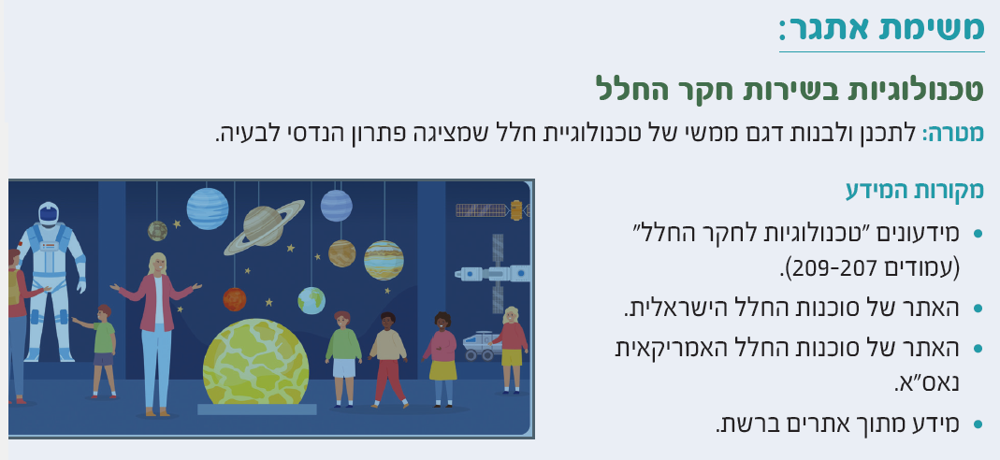 משימת אתגר:
טכנולוגיות בשירות חקר החלל
מטרה: לתכנן ולבנות דגם ממשי של טכנולוגיית חלל שמציגה פתרון הנדסי לבעיה.
מקורות המידע
• מידעונים "טכנולוגיות לחקר החלל"
(עמודים 209-207).
• האתר של סוכנות החלל הישראלית.
• האתר של סוכנות החלל האמריקאית
נאס"א.
• מידע מתוך אתרים ברשת.